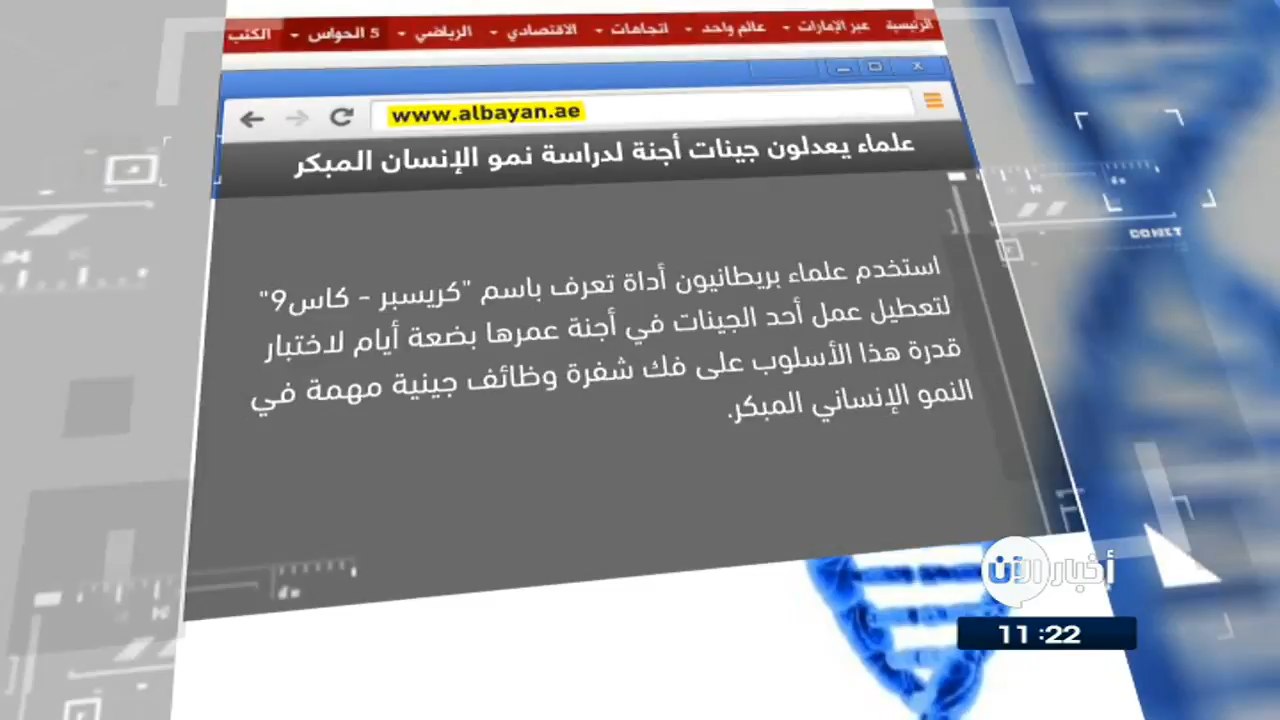 الرئيسية عبر الإمارات عالم واحد اتجاهات الاقتصادي الرياضي 5 الحواس الكتب
www.albayan.ae
علماء يعدلون جينات أجنة لدراسة نمو الإنسان المبكر
استخدم علماء بريطانيون أداة تعرف باسم "كريسبر - كاس9"
لتعطيل عمل أحد الجينات في أجنة عمرها بضعة أيام لاختبار
قدرة هذا الأسلوب على فك شفرة وظائف جينية مهمة في
النمو الإنساني المبكر.
أخبار الآن
11:22